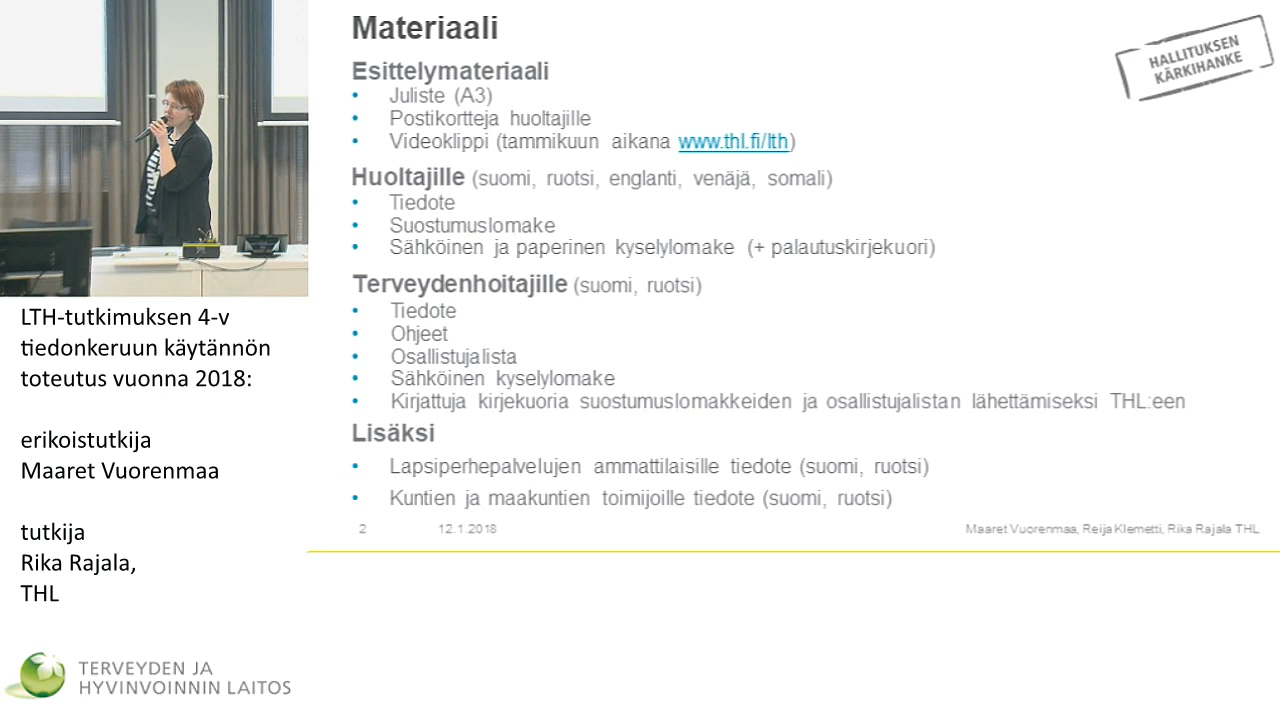 Materiaali
HALLITUKSEN
KÄRKIHANKE
Esittelymateriaali
• Juliste (A3)
• Postikortteja huoltajille
• Videoklippi (tammikuun aikana www.thl.fi/lth)
Huoltajille (suomi, ruotsi, englanti, venäjä, somali)
• Tiedote
• Suostumuslomake
• Sähköinen ja paperinen kyselylomake (+ palautuskirjekuori)
Terveydenhoitajille (suomi, ruotsi)
• Tiedote
• Ohjeet
• Osallistujalista
• Sähköinen kyselylomake
• Kirjattuja kirjekuoria suostumuslomakkeiden ja osallistujalistan lähettämiseksi THL:een
Lisäksi
• Lapsiperhepalvelujen ammattilaisille tiedote (suomi, ruotsi)
• Kuntien ja maakuntien toimijoille tiedote (suomi, ruotsi)
2 12.1.2018 Maaret Vuorenmaa, Reija Klemetti, Rika Rajala THL
LTH-tutkimuksen 4-v
tiedonkeruun käytännön
toteutus vuonna 2018:
erikoistutkija
Maaret Vuorenmaa
tutkija
Rika Rajala,
THL
TERVEYDEN JA
HYVINVOINNIN LAITOS